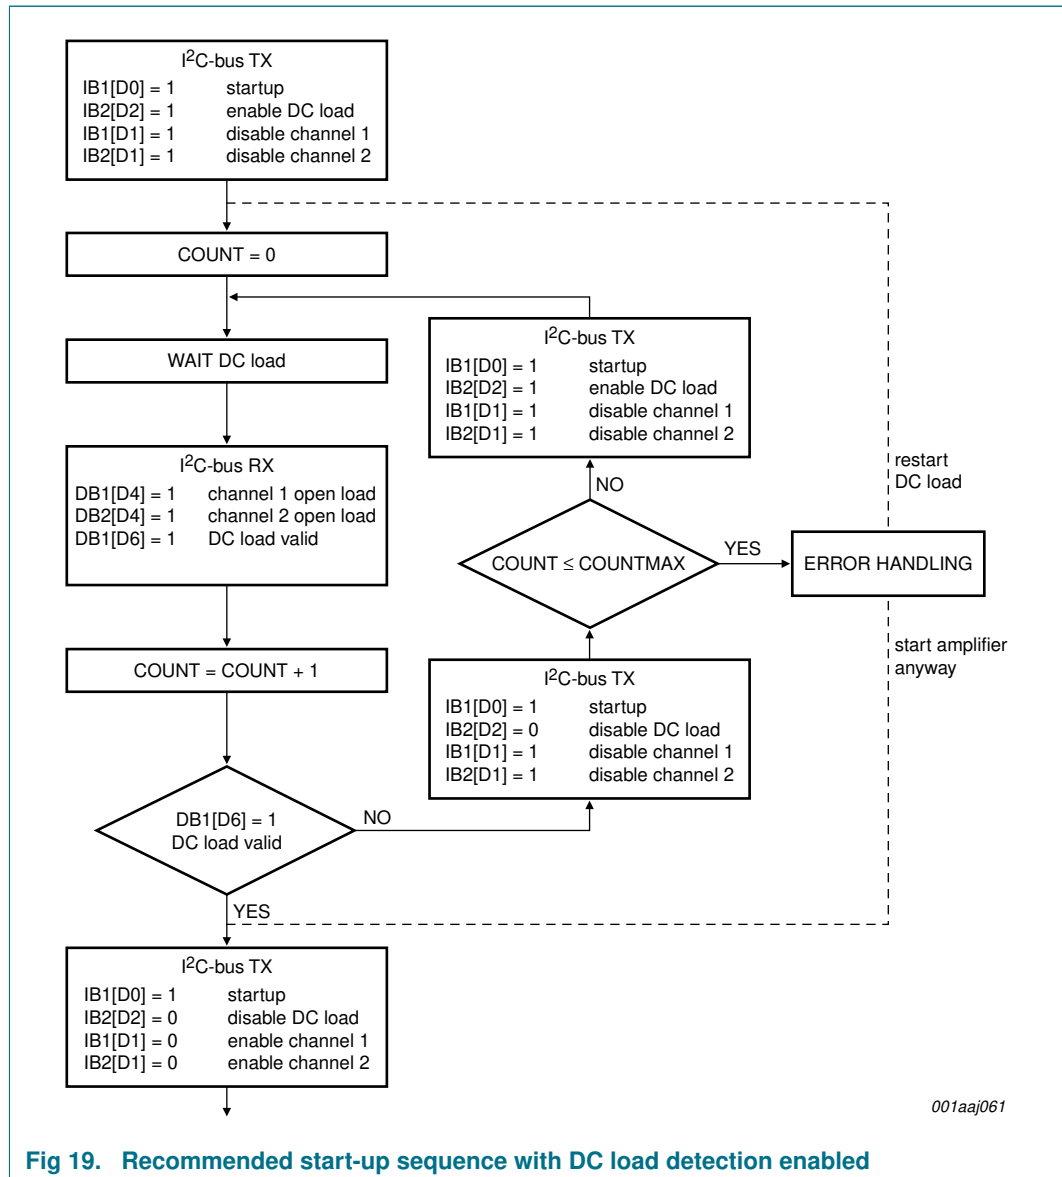 I2C-bus TX
IB1[D0] = 1 startup
IB2[D2] = 1 enable DC load
IB1[D1] = 1 disable channel 1
IB2[D1] = 1 disable channel 2
COUNT = 0
WAIT DC load
I2C-bus RX
DB1[D4] = 1 channel 1 open load
DB2[D4] = 1 channel 2 open load
DB1[D6] = 1 DC load valid
COUNT = COUNT + 1
DB1[D6] = 1
DC load valid
NO
YES
I2C-bus TX
IB1[D0] = 1 startup
IB2[D2] = 0 disable DC load
IB1[D1] = 0 enable channel 1
IB2[D1] = 0 enable channel 2
I2C-bus TX
IB1[D0] = 1 startup
IB2[D2] = 1 enable DC load
IB1[D1] = 1 disable channel 1
IB2[D1] = 1 disable channel 2
NO
COUNT ≤ COUNTMAX
YES
I2C-bus TX
IB1[D0] = 1 startup
IB2[D2] = 0 disable DC load
IB1[D1] = 1 disable channel 1
IB2[D1] = 1 disable channel 2
restart
DC load
ERROR HANDLING
start amplifier
anyway
001aaj061
Fig 19. Recommended start-up sequence with DC load detection enabled